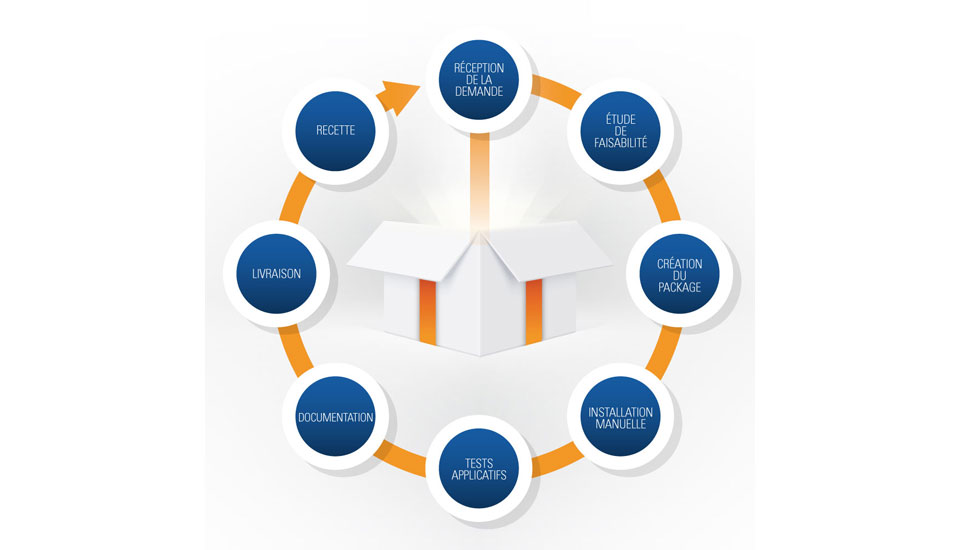 RÉCEPTION
DE LA
DEMANDE
ÉTUDE
DE
FAISABILITÉ
CRÉATION
DU
PACKAGE
INSTALLATION
MANUELLE
TESTS
APPLICATIFS
DOCUMENTATION
LIVRAISON
RECETTE